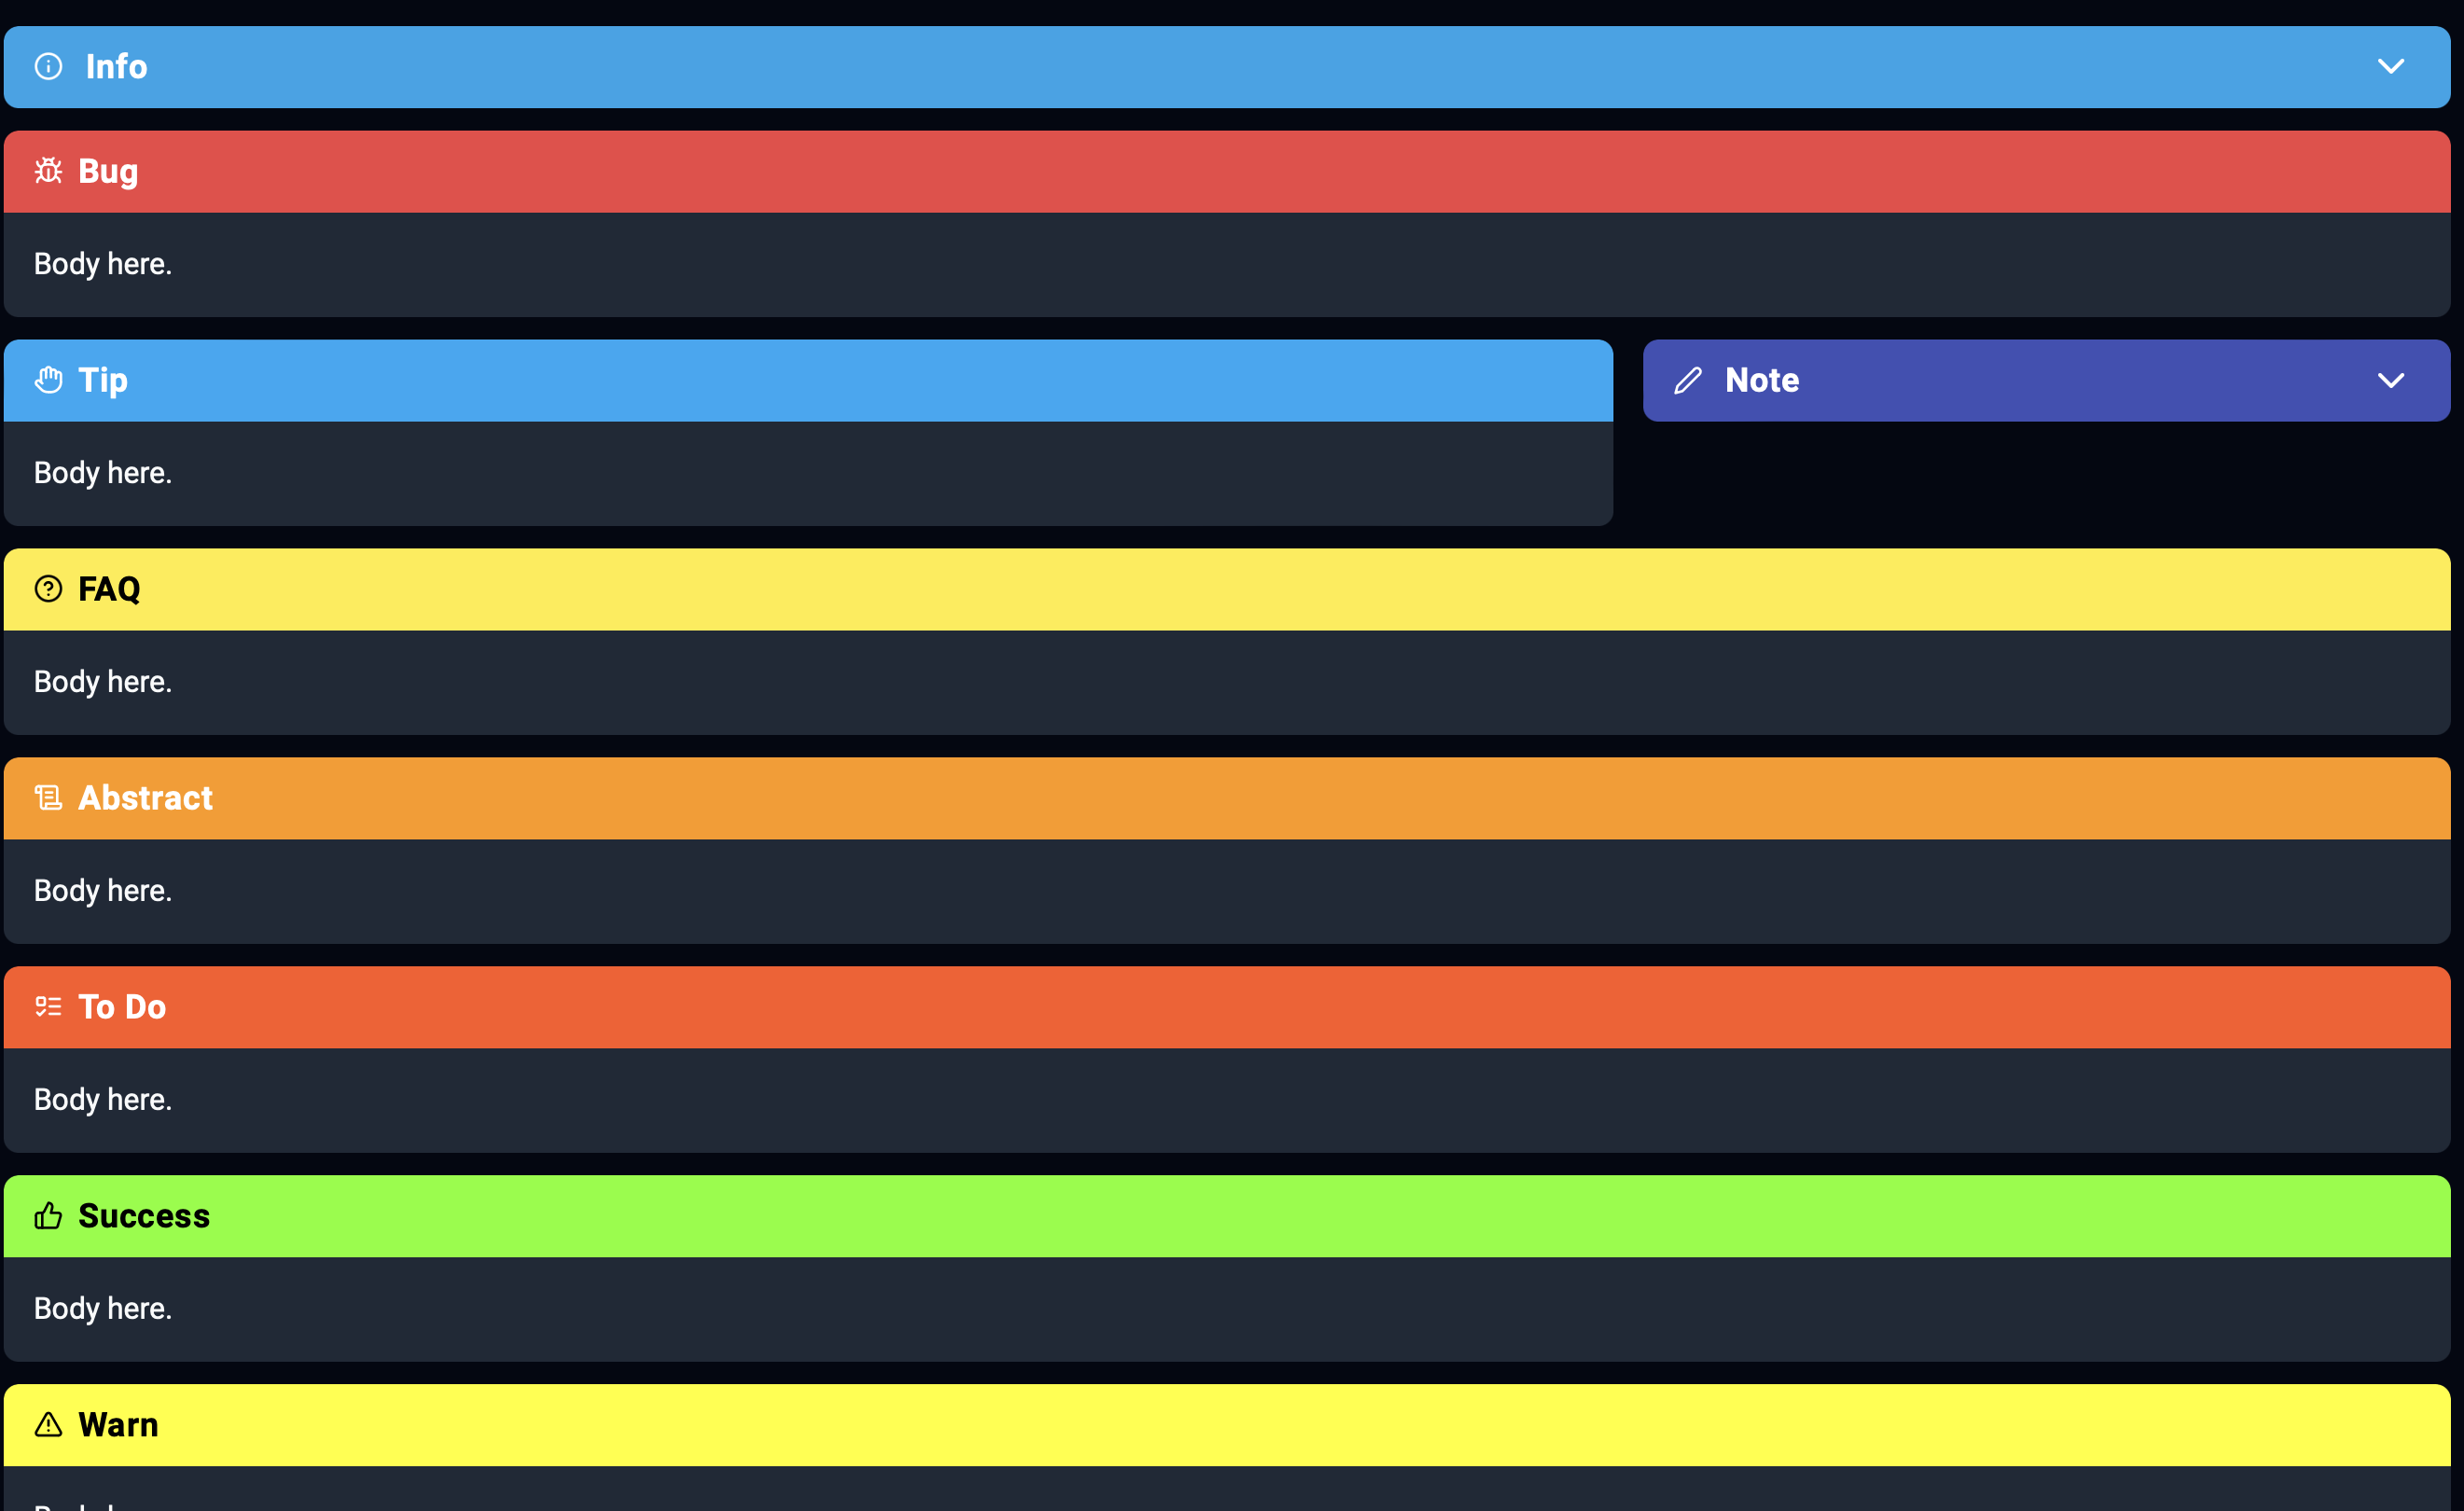 Info
Bug
Body here.
Tip
Note
Body here.
FAQ
Body here.
Abstract
Body here.
To Do
Body here.
Success
Body here.
Warn